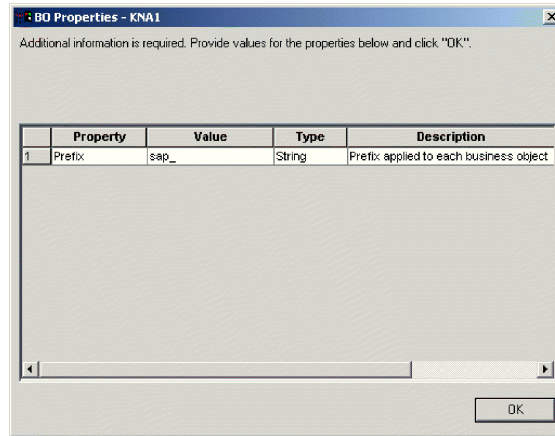 BO Properties - KNA1
Additional information is required. Provide values for the properties below and click "OK".
Property Value Type Description
1 Prefix sap_ String Prefix applied to each business object
OK